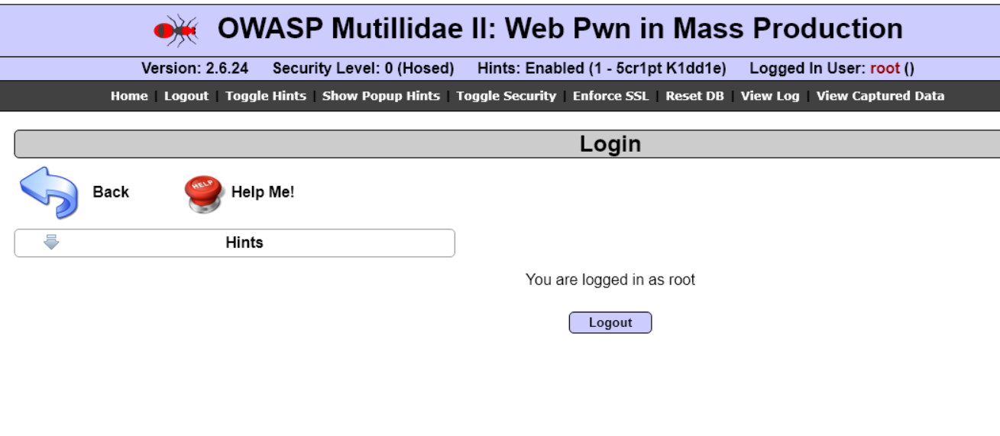 OWASP Mutillidae II: Web Pwn in Mass Production
Version: 2.6.24 Security Level: 0 (Hosed) Hints: Enabled (1 - 5cr1pt K1dd1e) Logged In User: root ()
Home | Logout | Toggle Hints | Show Popup Hints | Toggle Security | Enforce SSL | Reset DB | View Log | View Captured Data
Login
Back HELP Help Me!
Hints
You are logged in as root
Logout